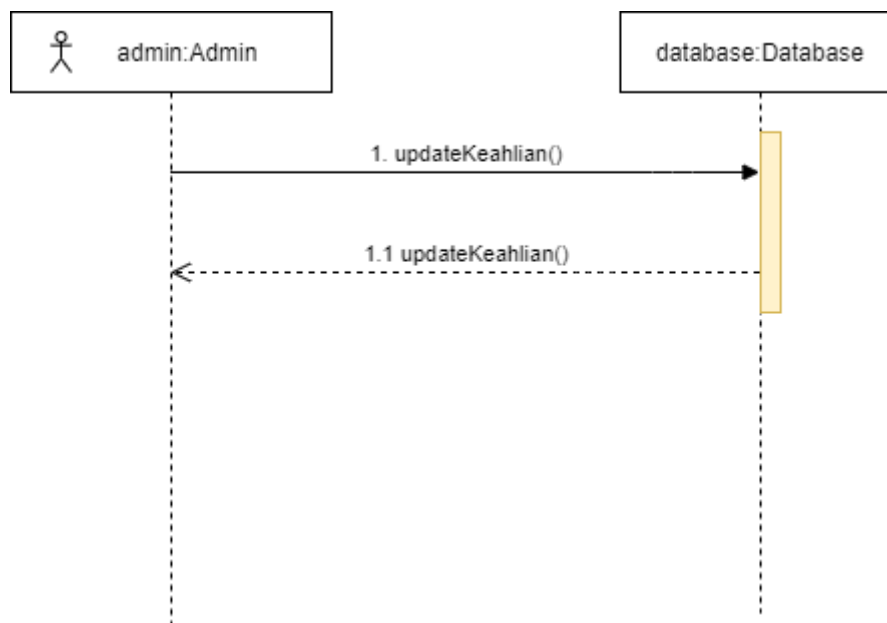 admin:Admin
database:Database
1. updateKeahlian()
1.1 updateKeahlian()